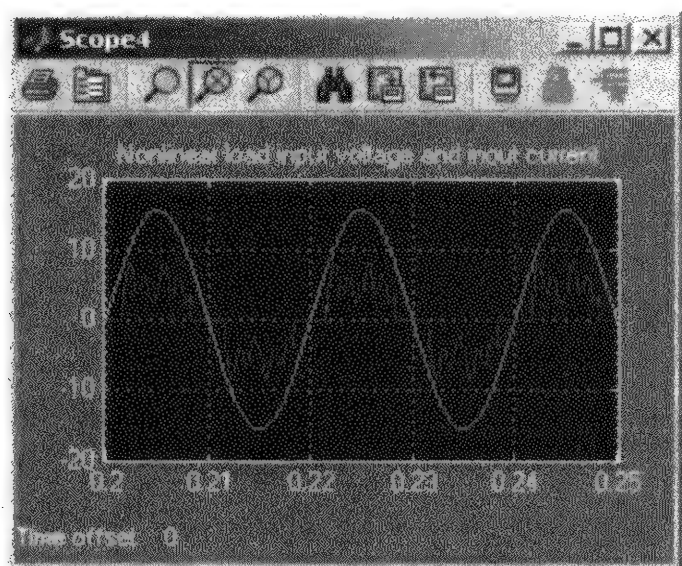 Scope4
Nonlinear load input voltage and input current
20
10
0
-10
-20
0.2 0.21 0.22 0.23 0.24 0.25
Time offset: 0